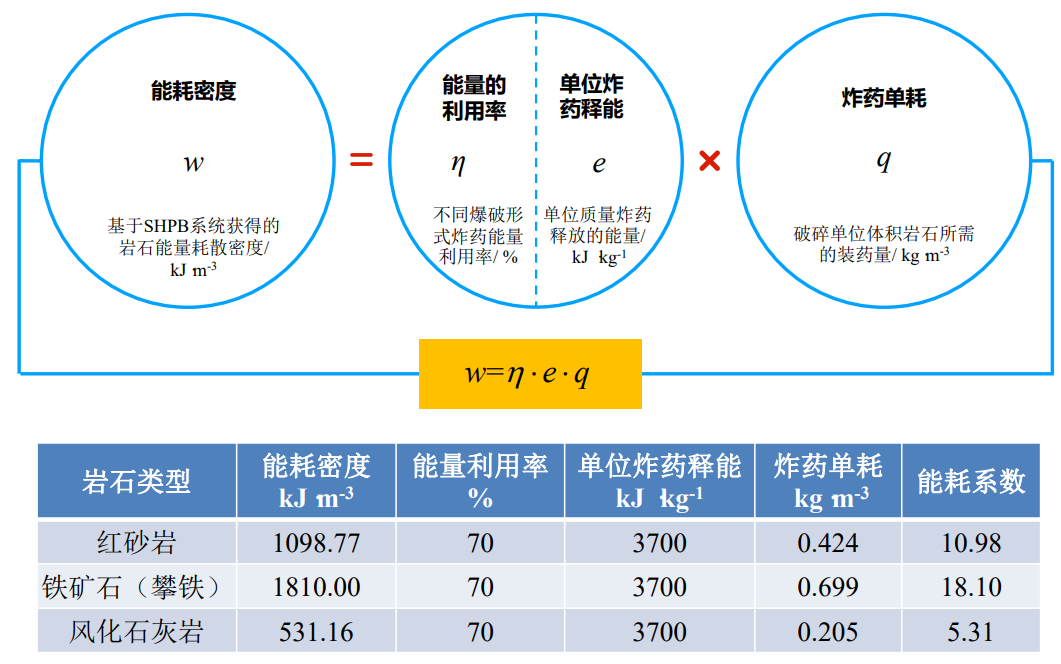 能耗密度
w
基于SHPB系统获得的
岩石能量耗散密度/
kJ·m-3
=
能量的
利用率
η
不同爆破形
式炸药能量
利用率/ %
单位炸
药释能
e
单位质量炸药
释放的能量/
kJ·kg-1
×
炸药单耗
q
破碎单位体积岩石所需
的装药量/ kg·m-3
w=η·e·q
岩石类型 能耗密度 能量利用率 单位炸药释能 炸药单耗 能耗系数
kJ·m-3 % kJ·kg-1 kg·m-3
红砂岩 1098.77 70 3700 0.424 10.98
铁矿石（攀铁） 1810.00 70 3700 0.699 18.10
风化石灰岩 531.16 70 3700 0.205 5.31